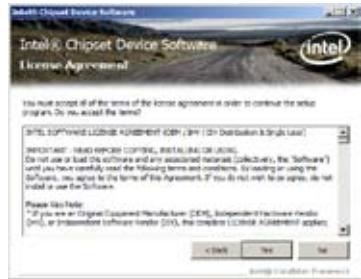 Intel® Chipset Device Software
Intel® Chipset Device Software
intel
License Agreement
You must accept all of the terms of the license agreement in order to continue the setup
program. Do you accept the terms?
INTEL SOFTWARE LICENSE AGREEMENT (OEM / IHV / ISV Distribution & Single User)
IMPORTANT - READ BEFORE COPYING, INSTALLING OR USING.
Do not use or load this software and any associated materials (collectively, the "Software")
until you have carefully read the following terms and conditions. By loading or using the
Software, you agree to the terms of this Agreement. If you do not wish to so agree, do not
install or use the Software.
Please Also Note:
* If you are an Original Equipment Manufacturer (OEM), Independent Hardware Vendor
(IHV), or Independent Software Vendor (ISV), this complete LICENSE AGREEMENT applies;
< Back
Yes
No
Intel® Installation Framework